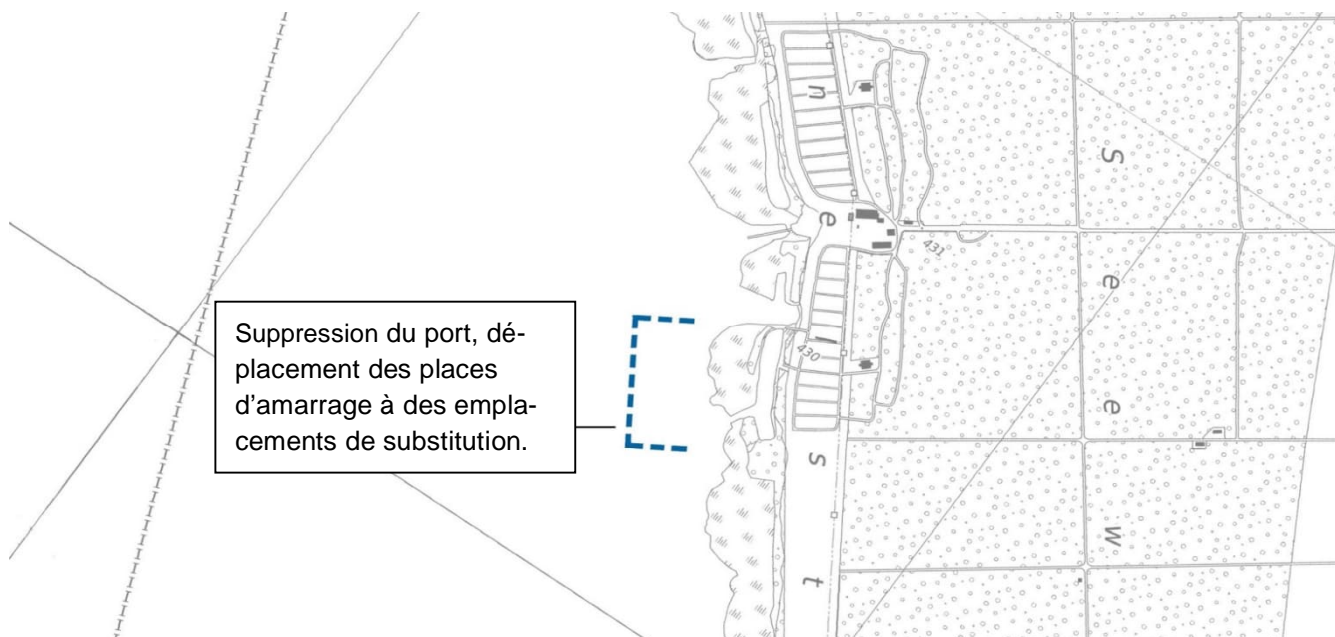 Suppression du port, dé-
placement des places
d'amarrage à des empla-
cements de substitution.
n
e
s
t
430
431
S
e
e
w